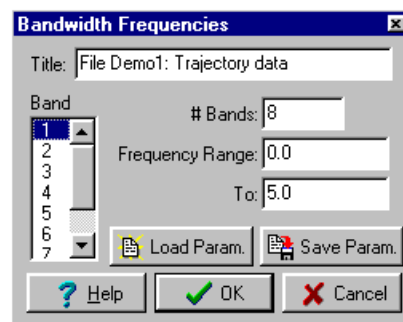 Bandwidth Frequencies
Title: File Demo1: Trajectory data
Band
# Bands: 8
1
2
3
4
5
6
7
Frequency Range: 0.0
To: 5.0
Load Param.
Save Param.
Help
OK
Cancel